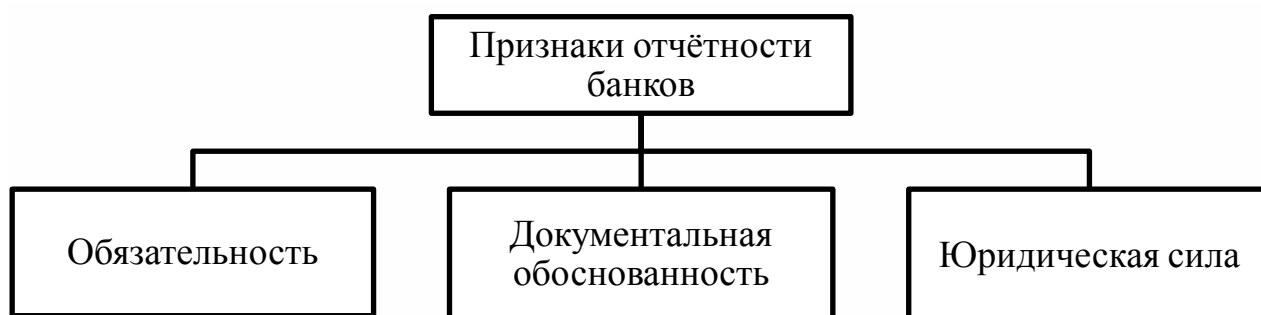 Признаки отчётности
банков
Обязательность
Документальная
обоснованность
Юридическая сила